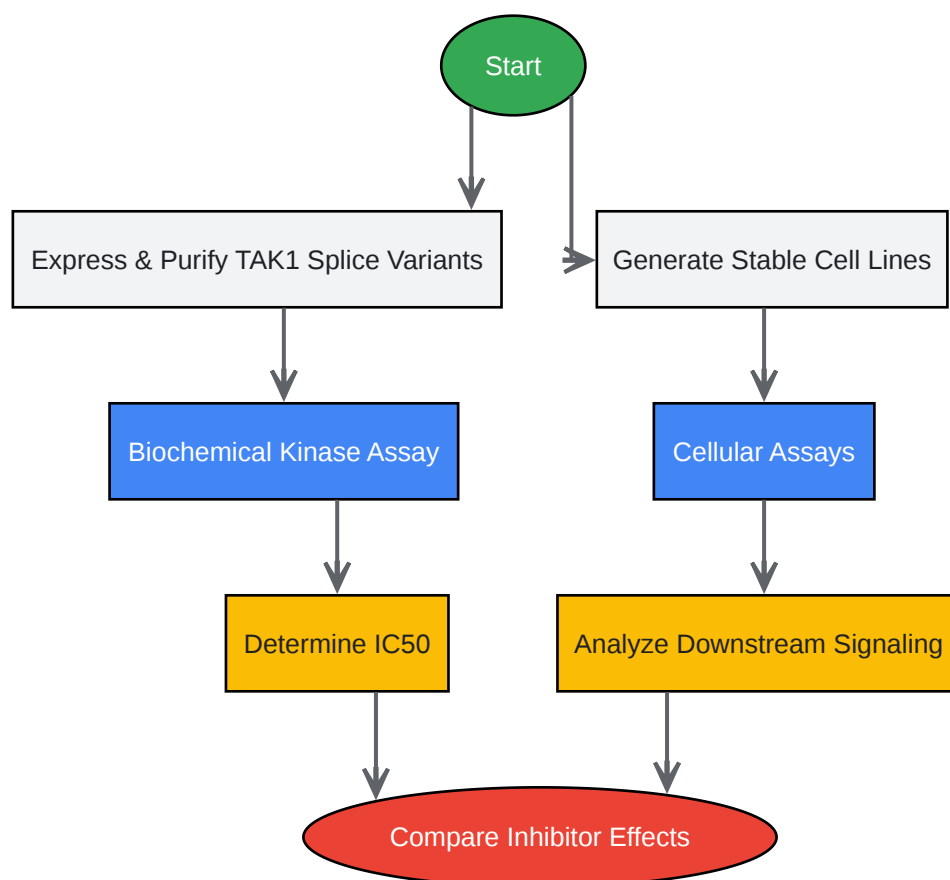 Start
Express & Purify TAK1 Splice Variants
Generate Stable Cell Lines
Biochemical Kinase Assay
Cellular Assays
Determine IC50
Analyze Downstream Signaling
Compare Inhibitor Effects